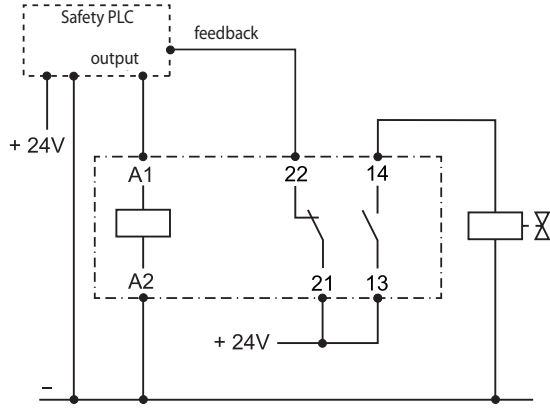 Safety PLC
output
feedback
+ 24V
A1
22
14
A2
21
13
+ 24V
–